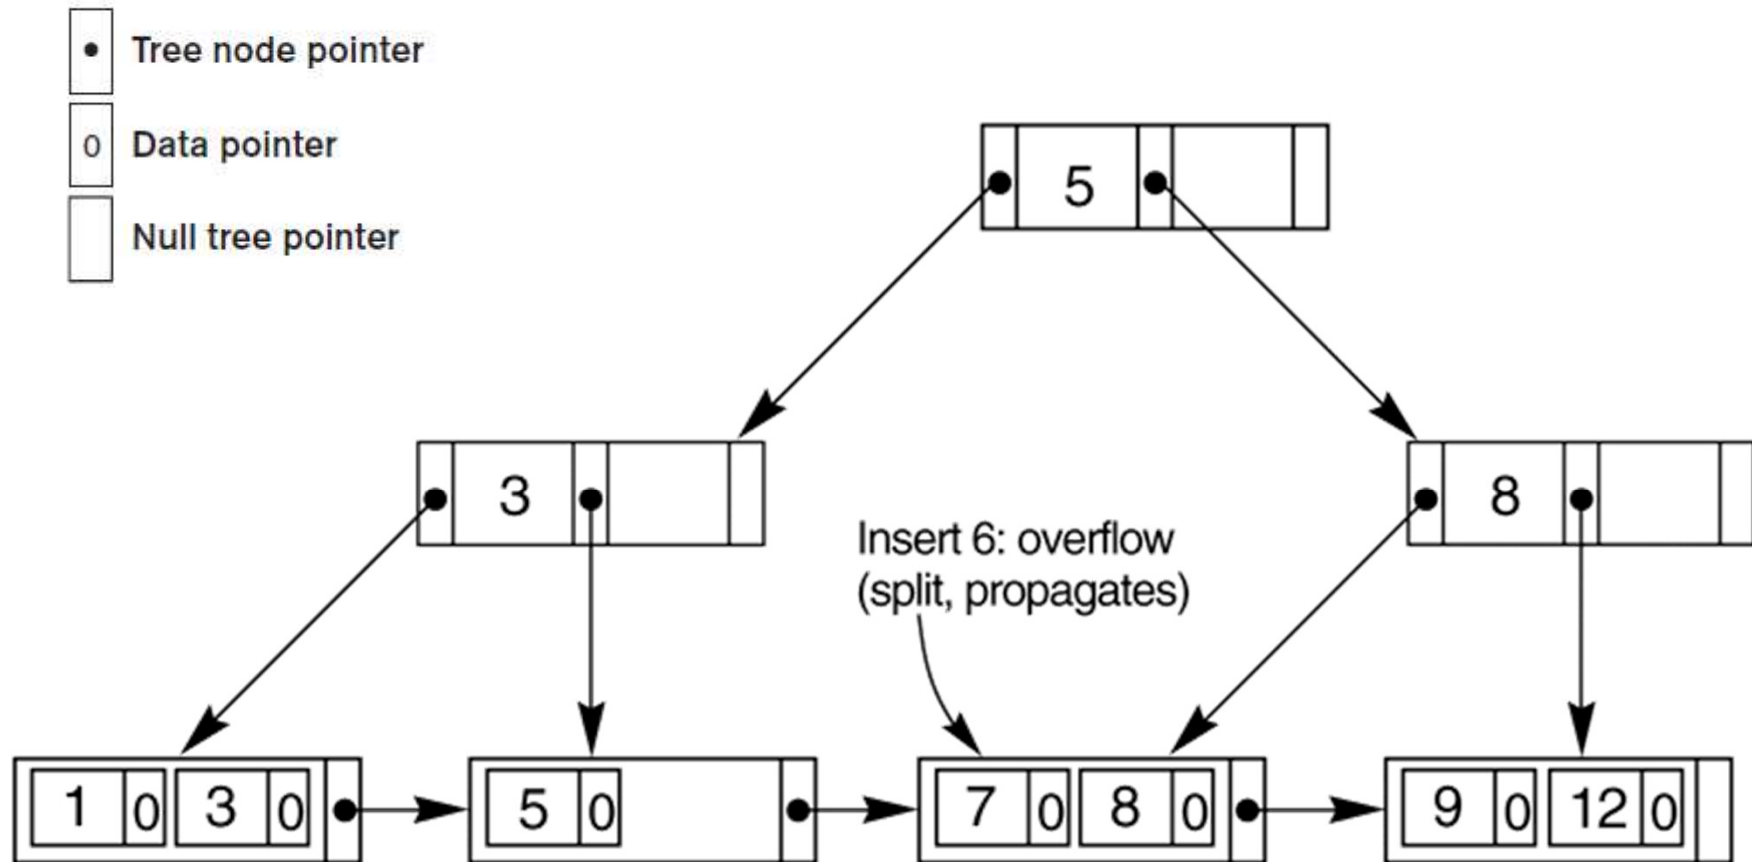 Tree node pointer
0 Data pointer
Null tree pointer
5
3
8
Insert 6: overflow
(split, propagates)
1 0 3 0
5 0
7 0 8 0
9 0 12 0